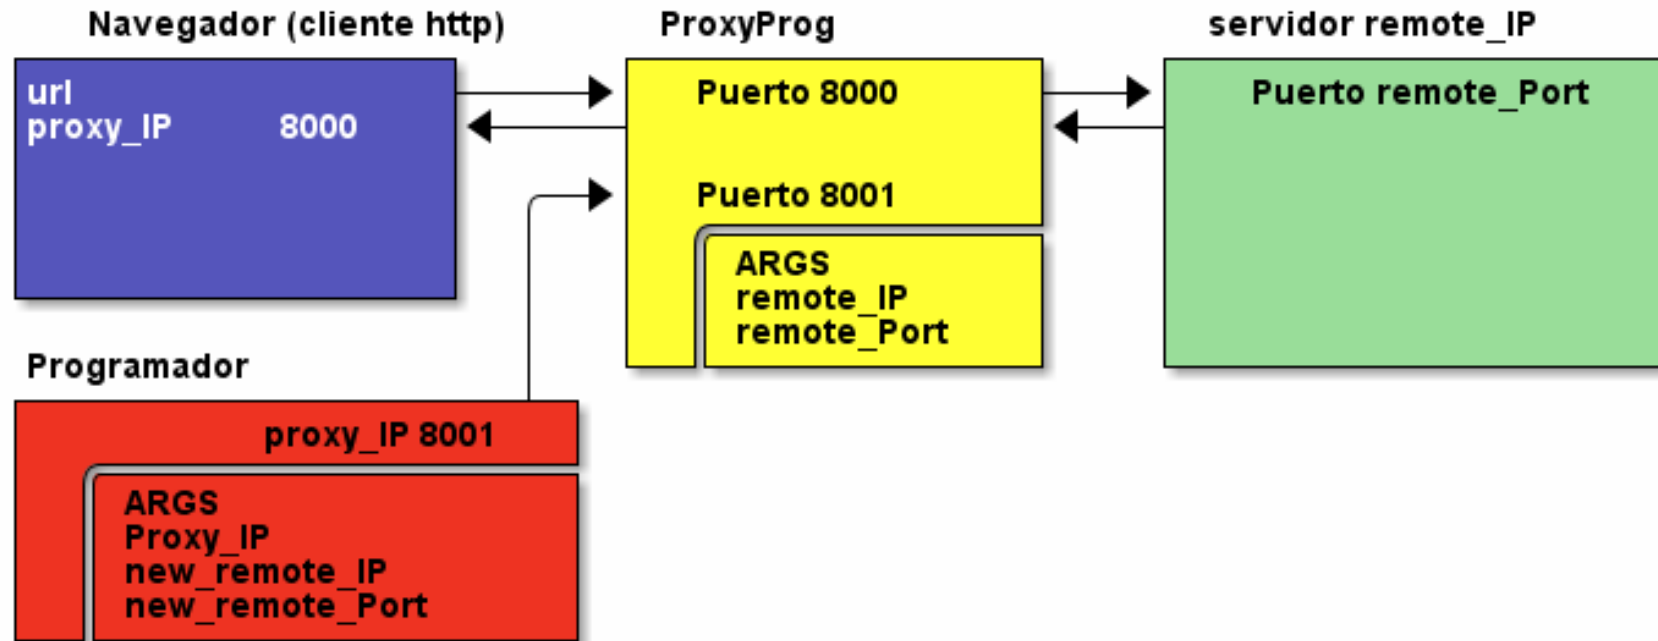 Navegador (cliente http)
ProxyProg
servidor remote_IP
url
proxy_IP 8000
Puerto 8000
Puerto 8001
ARGS
remote_IP
remote_Port
Puerto remote_Port
Programador
proxy_IP 8001
ARGS
Proxy_IP
new_remote_IP
new_remote_Port